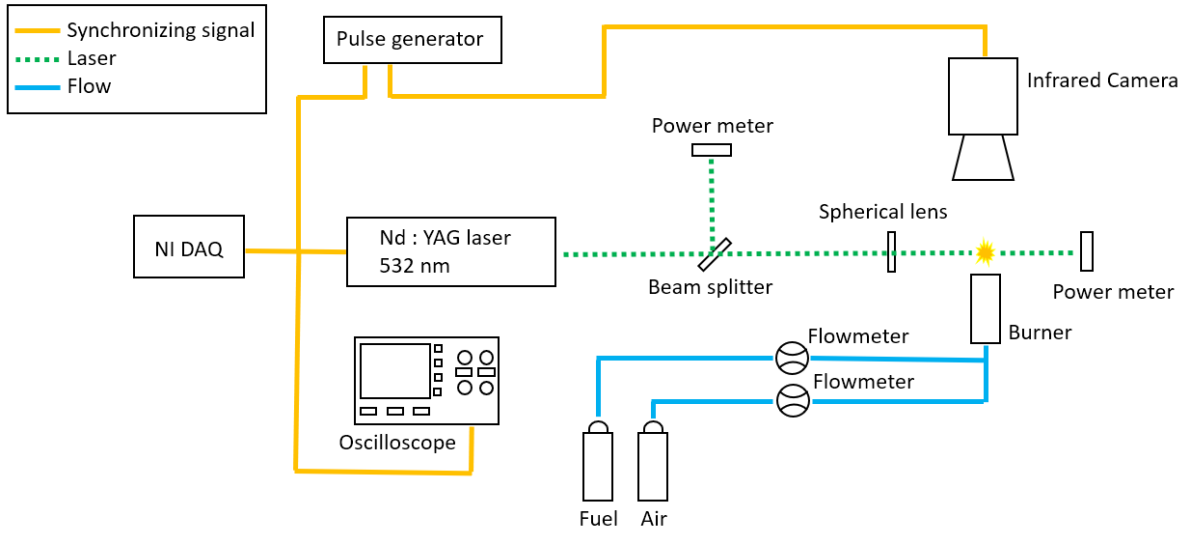 Synchronizing signal
Laser
Flow
Pulse generator
Infrared Camera
Power meter
Spherical lens
NI DAQ
Nd : YAG laser
532 nm
Beam splitter
Power meter
Burner
Flowmeter
Flowmeter
Oscilloscope
Fuel
Air